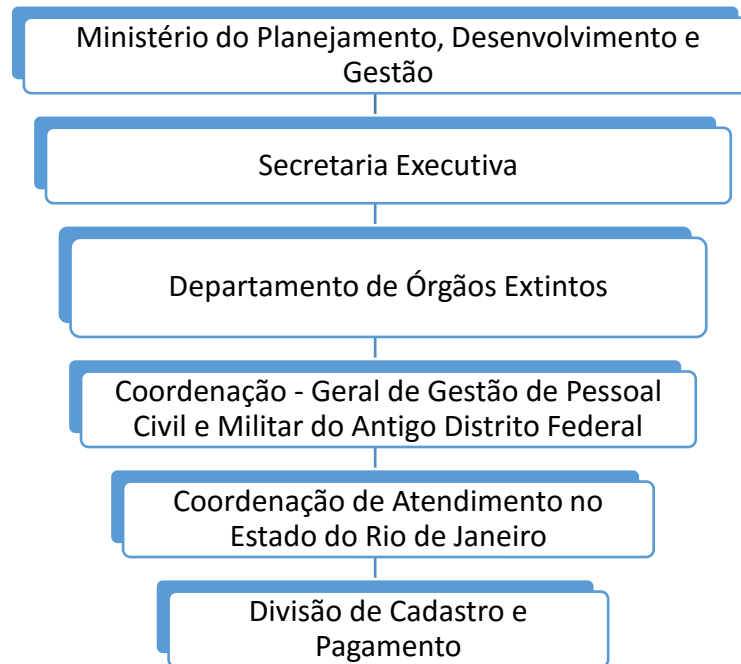 Ministério do Planejamento, Desenvolvimento e
Gestão
Secretaria Executiva
Departamento de Órgãos Extintos
Coordenação - Geral de Gestão de Pessoal
Civil e Militar do Antigo Distrito Federal
Coordenação de Atendimento no
Estado do Rio de Janeiro
Divisão de Cadastro e
Pagamento